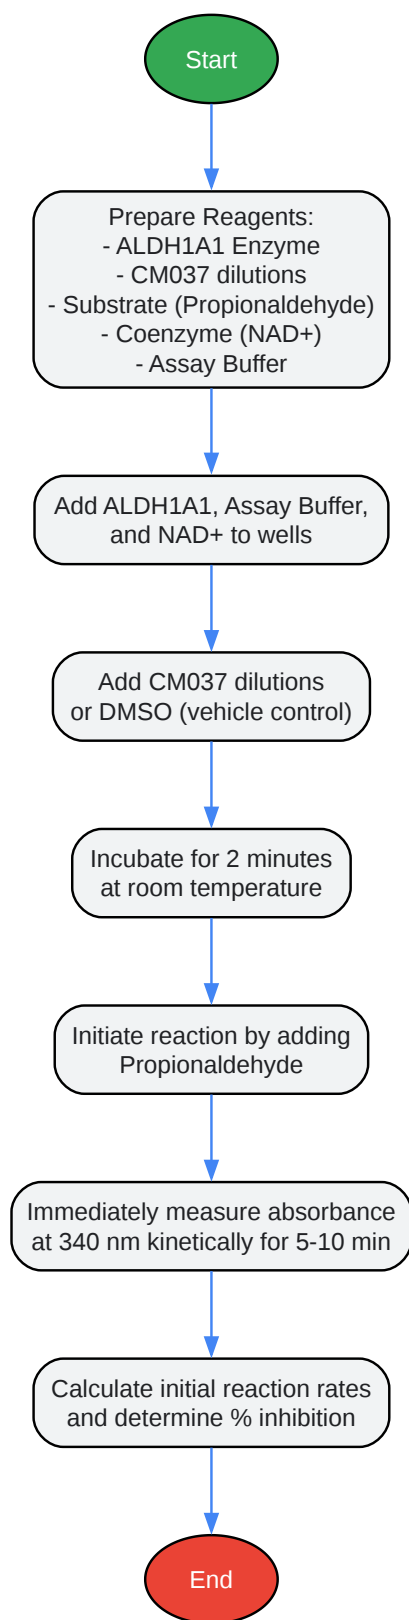 Start
Prepare Reagents:
- ALDH1A1 Enzyme
- CM037 dilutions
- Substrate (Propionaldehyde)
- Coenzyme (NAD+)
- Assay Buffer
Add ALDH1A1, Assay Buffer,
and NAD+ to wells
Add CM037 dilutions
or DMSO (vehicle control)
Incubate for 2 minutes
at room temperature
Initiate reaction by adding
Propionaldehyde
Immediately measure absorbance
at 340 nm kinetically for 5-10 min
Calculate initial reaction rates
and determine % inhibition
End